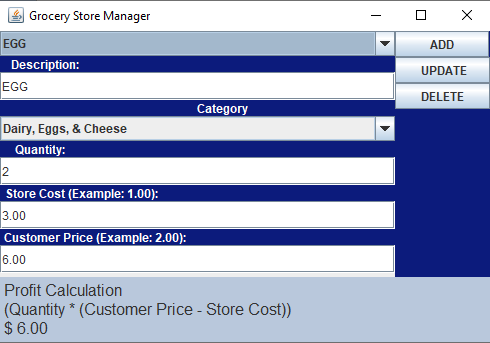 Grocery Store Manager
EGG
ADD
Description:
UPDATE
EGG
DELETE
Category
Dairy, Eggs, & Cheese
Quantity:
2
Store Cost (Example: 1.00):
3.00
Customer Price (Example: 2.00):
6.00
Profit Calculation
(Quantity * (Customer Price - Store Cost))
$ 6.00